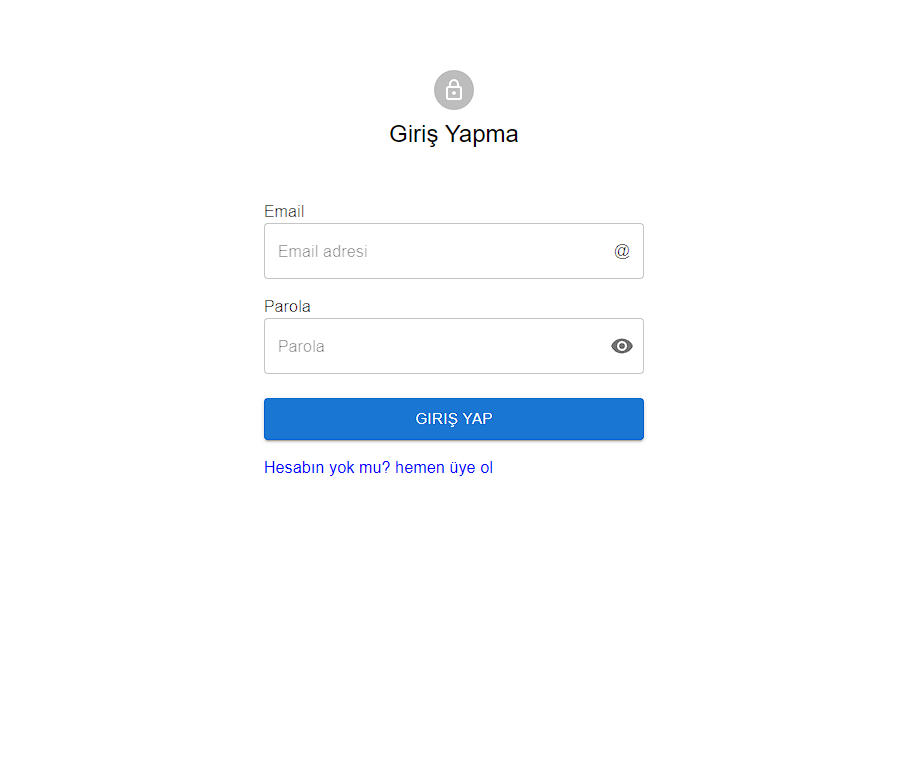 Giriş Yapma
Email
Email adresi @
Parola
Parola
GIRIŞ YAP
Hesabın yok mu? hemen üye ol